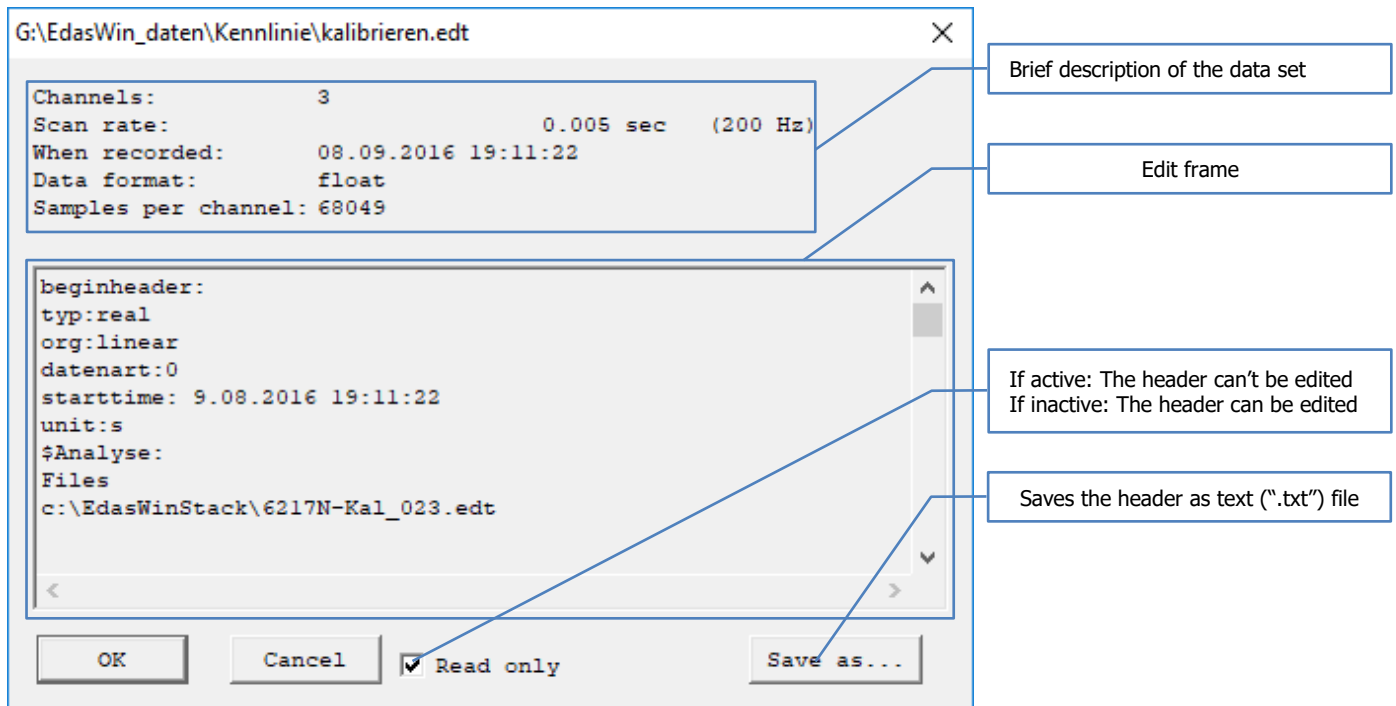 G:\EdasWin_daten\Kennlinie\kalibrieren.edt
Channels: 3
Scan rate: 0.005 sec (200 Hz)
When recorded: 08.09.2016 19:11:22
Data format: float
Samples per channel: 68049
beginheader:
typ:real
org:linear
datenart:0
starttime: 9.08.2016 19:11:22
unit:s
$Analyse:
Files
c:\EdasWinStack\6217N-Kal_023.edt
OK
Cancel
Read only
Save as...
Brief description of the data set
Edit frame
If active: The header can’t be edited
If inactive: The header can be edited
Saves the header as text (“.txt”) file